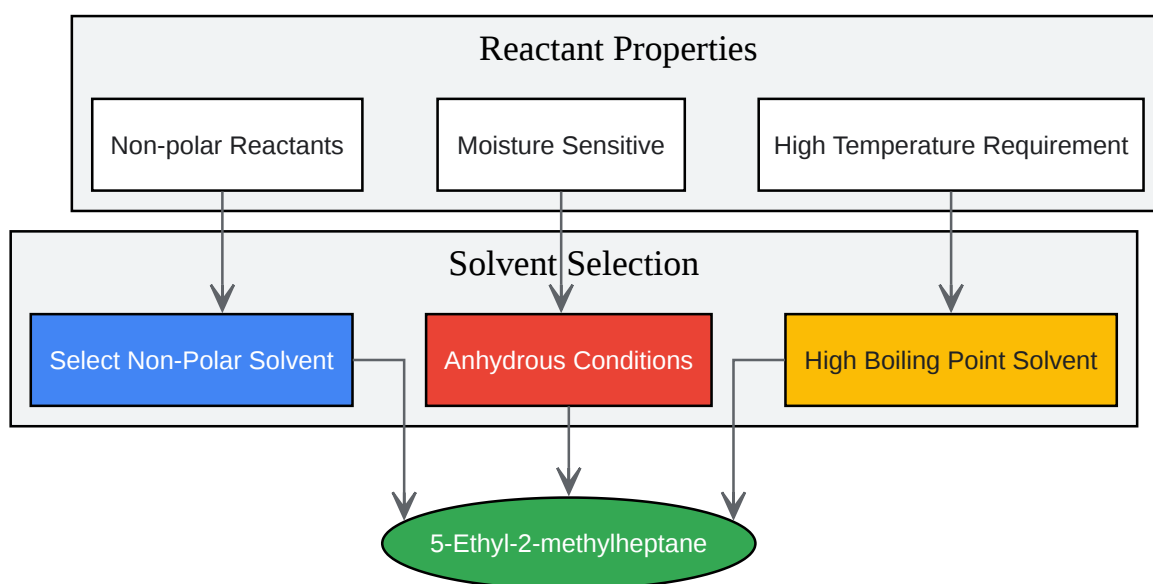 Reactant Properties
Non-polar Reactants
Moisture Sensitive
High Temperature Requirement
Solvent Selection
Select Non-Polar Solvent
Anhydrous Conditions
High Boiling Point Solvent
5-Ethyl-2-methylheptane